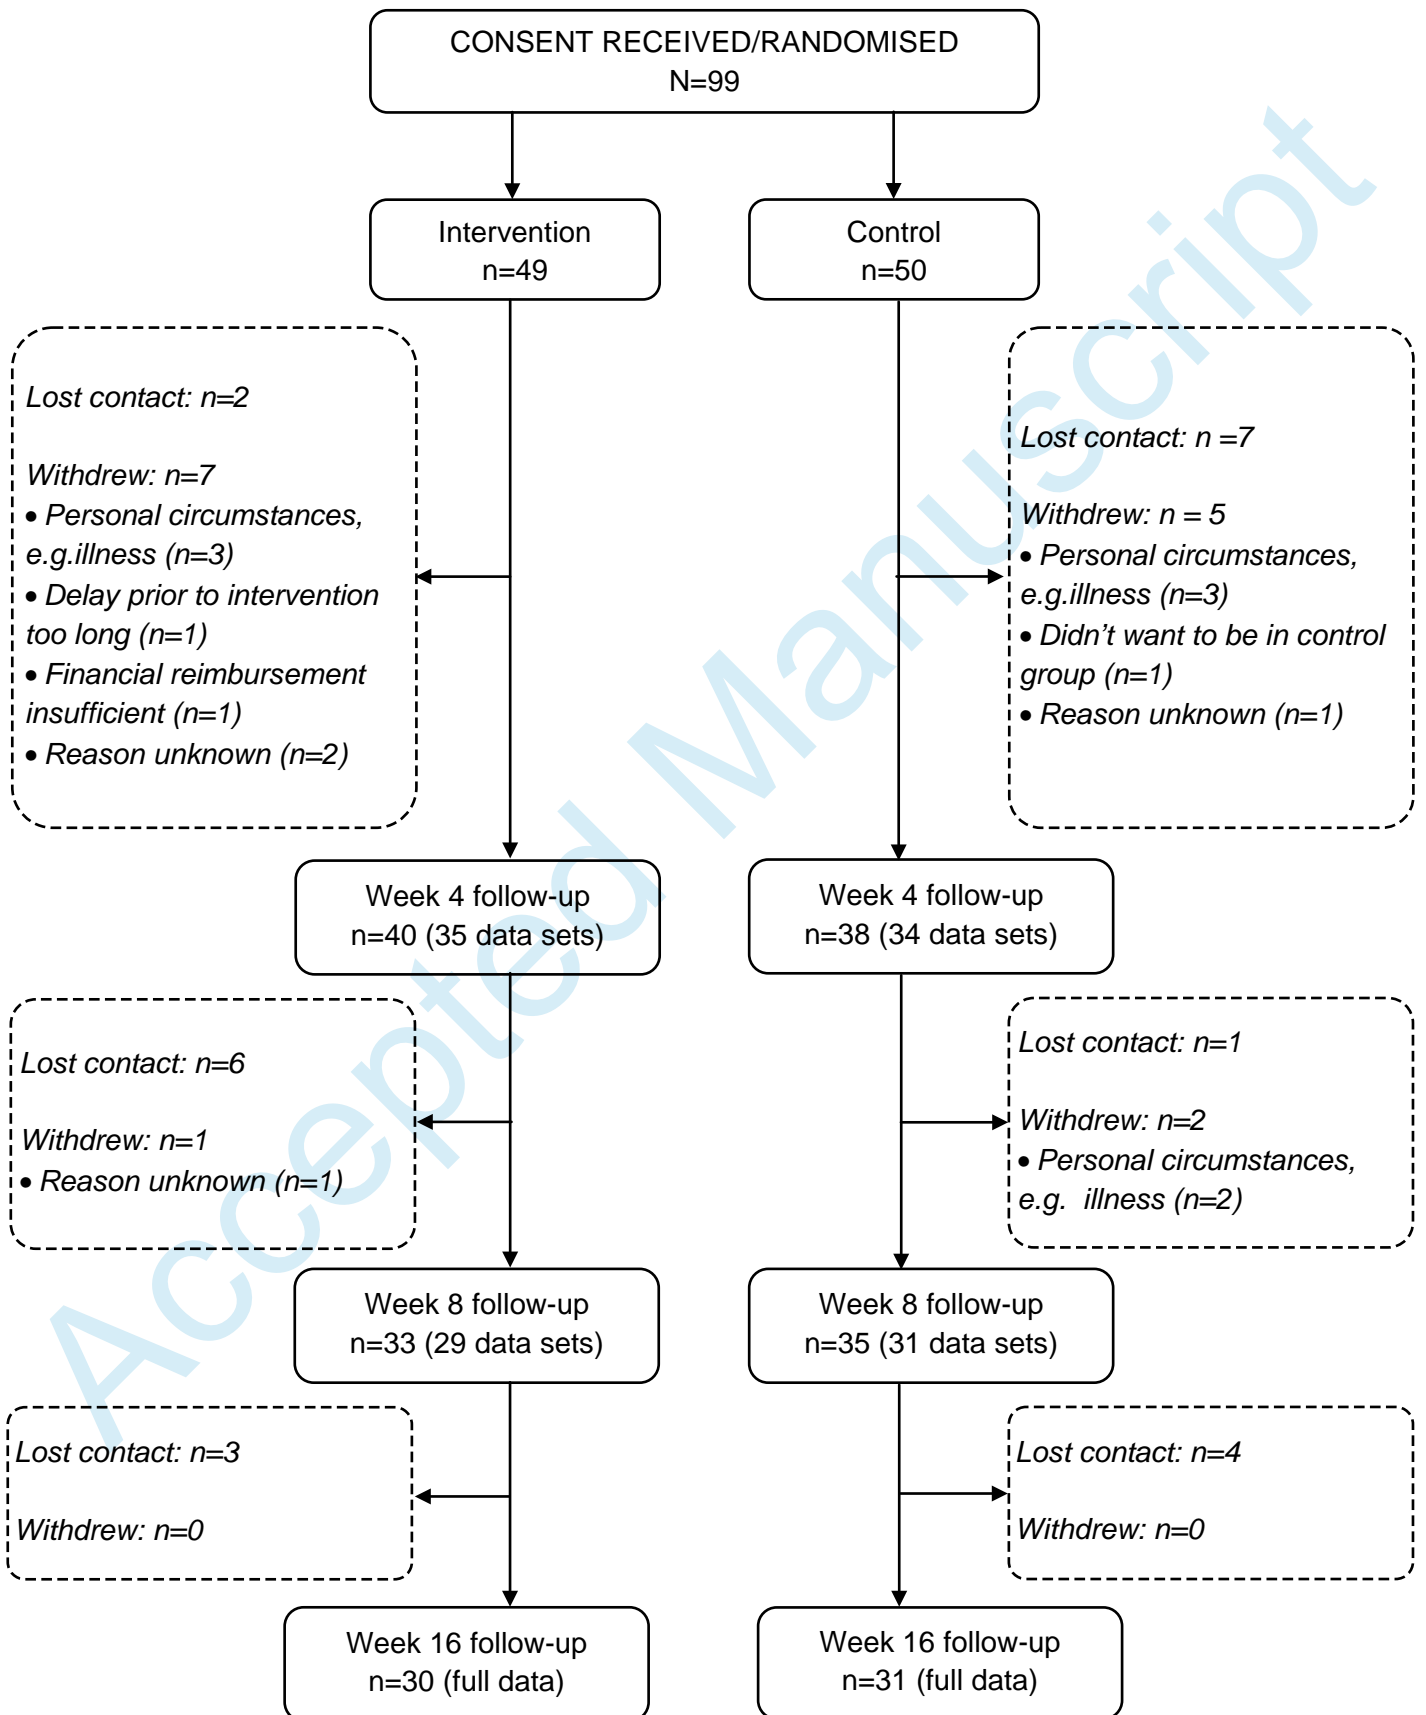 CONSENT RECEIVED/RANDOMISED
N=99
Intervention
n=49
Control
n=50
Lost contact: n=2
Withdrew: n=7
• Personal circumstances,
e.g.illness (n=3)
• Delay prior to intervention
too long (n=1)
• Financial reimbursement
insufficient (n=1)
• Reason unknown (n=2)
Lost contact: n =7
Withdrew: n = 5
• Personal circumstances,
e.g.illness (n=3)
• Didn't want to be in control
group (n=1)
• Reason unknown (n=1)
Week 4 follow-up
n=40 (35 data sets)
Week 4 follow-up
n=38 (34 data sets)
Lost contact: n=6
Withdrew: n=1
• Reason unknown (n=1)
Lost contact: n=1
Withdrew: n=2
• Personal circumstances,
e.g. illness (n=2)
Week 8 follow-up
n=33 (29 data sets)
Week 8 follow-up
n=35 (31 data sets)
Lost contact: n=3
Withdrew: n=0
Lost contact: n=4
Withdrew: n=0
Week 16 follow-up
n=30 (full data)
Week 16 follow-up
n=31 (full data)
Accepted Manuscript